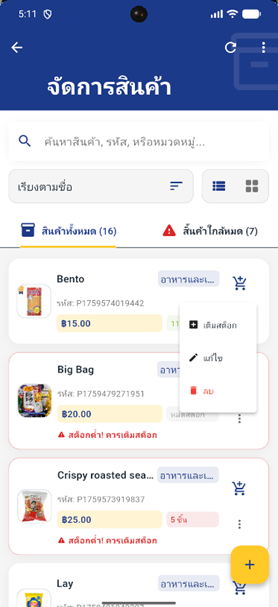 5:11
จัดการสินค้า
ค้นหาสินค้า, รหัส, หรือหมวดหมู่...
เรียงตามชื่อ
สินค้าทั้งหมด (16)
สินค้าใกล้หมด (7)
Bento
อาหารและเ...
รหัส: P1759574019442
฿15.00
11
เติมสต็อก
แก้ไข
ลบ
Big Bag
อาหา
รหัส: P1759479271951
฿20.00
หมดสต็อก
สต็อกต่ำ! ควรเติมสต็อก
Crispy roasted sea...
อาหารและเ...
รหัส: P1759573919837
฿25.00
5 ชิ้น
สต็อกต่ำ! ควรเติมสต็อก
Lay
อาหารและเ...